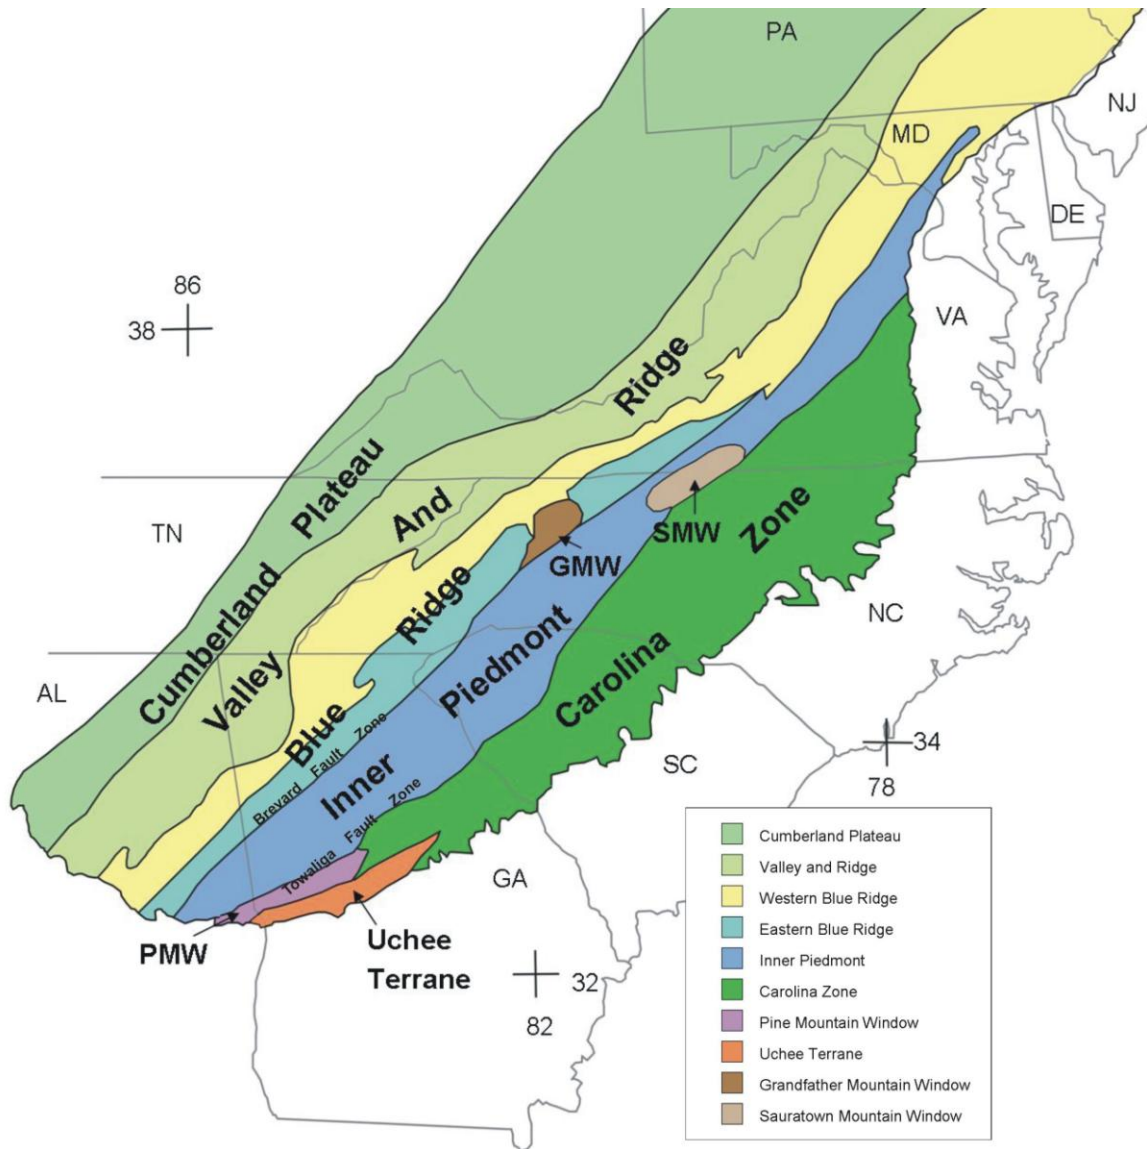 PA
NJ
MD
DE
86
38
VA
Ridge
Plateau
And
TN
Zone
SMW
GMW
Cumberland
Ridge
NC
Valley
Piedmont
Carolina
AL
Blue
34
78
SC
Brevard Fault Zone
Inner
Towaliga Fault Zone
GA
PMW
Uchee
Terrane
32
82
Cumberland Plateau
Valley and Ridge
Western Blue Ridge
Eastern Blue Ridge
Inner Piedmont
Carolina Zone
Pine Mountain Window
Uchee Terrane
Grandfather Mountain Window
Sauratown Mountain Window